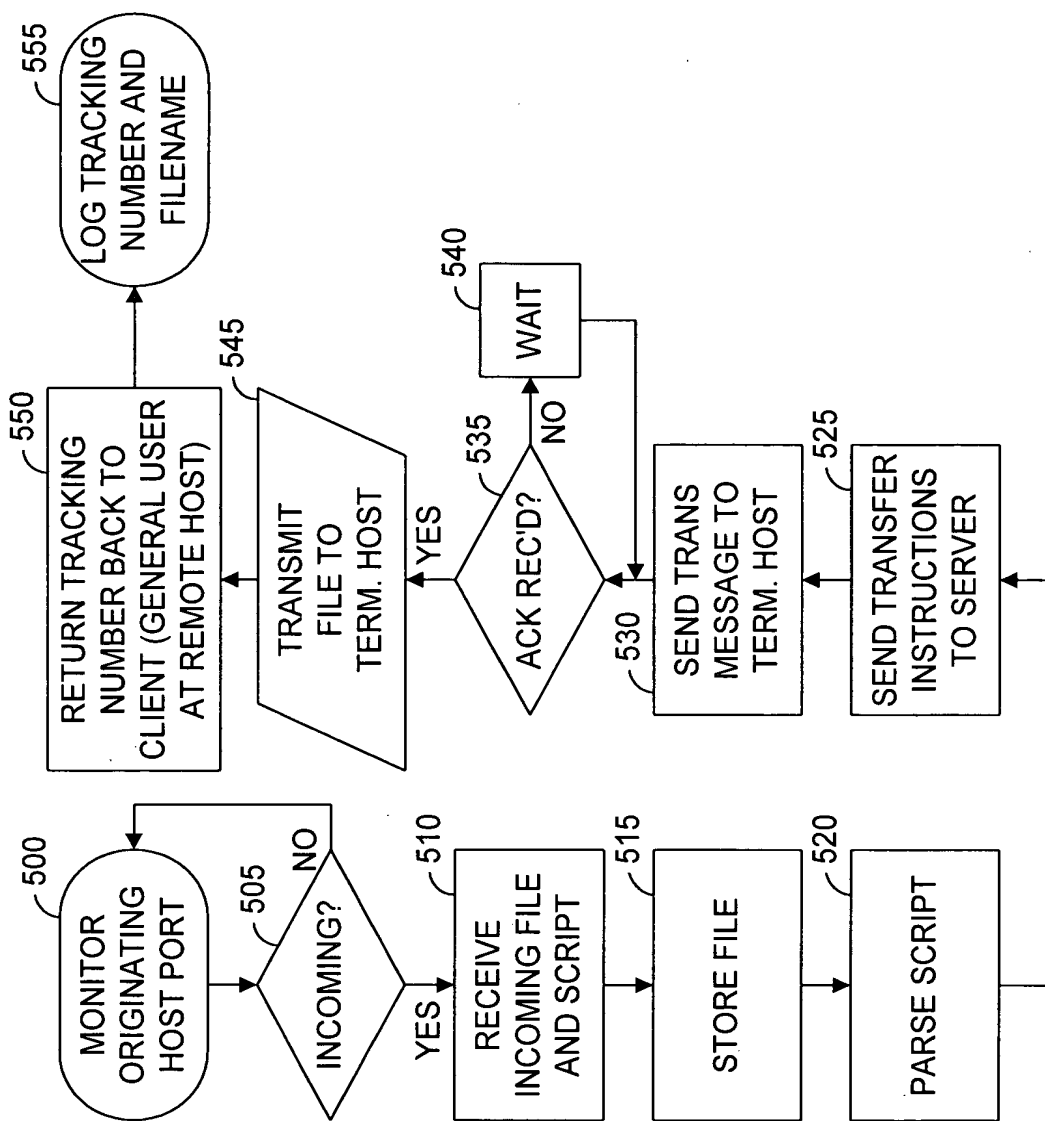 500
MONITOR
ORIGINATING
HOST PORT
505
INCOMING?
NO
YES
510
RECEIVE
INCOMING FILE
AND SCRIPT
515
STORE FILE
520
PARSE SCRIPT
525
SEND TRANSFER
INSTRUCTIONS
TO SERVER
530
SEND TRANS
MESSAGE TO
TERM. HOST
535
ACK REC'D?
NO
540
WAIT
YES
545
TRANSMIT
FILE TO
TERM. HOST
550
RETURN TRACKING
NUMBER BACK TO
CLIENT (GENERAL USER
AT REMOTE HOST)
555
LOG TRACKING
NUMBER AND
FILENAME